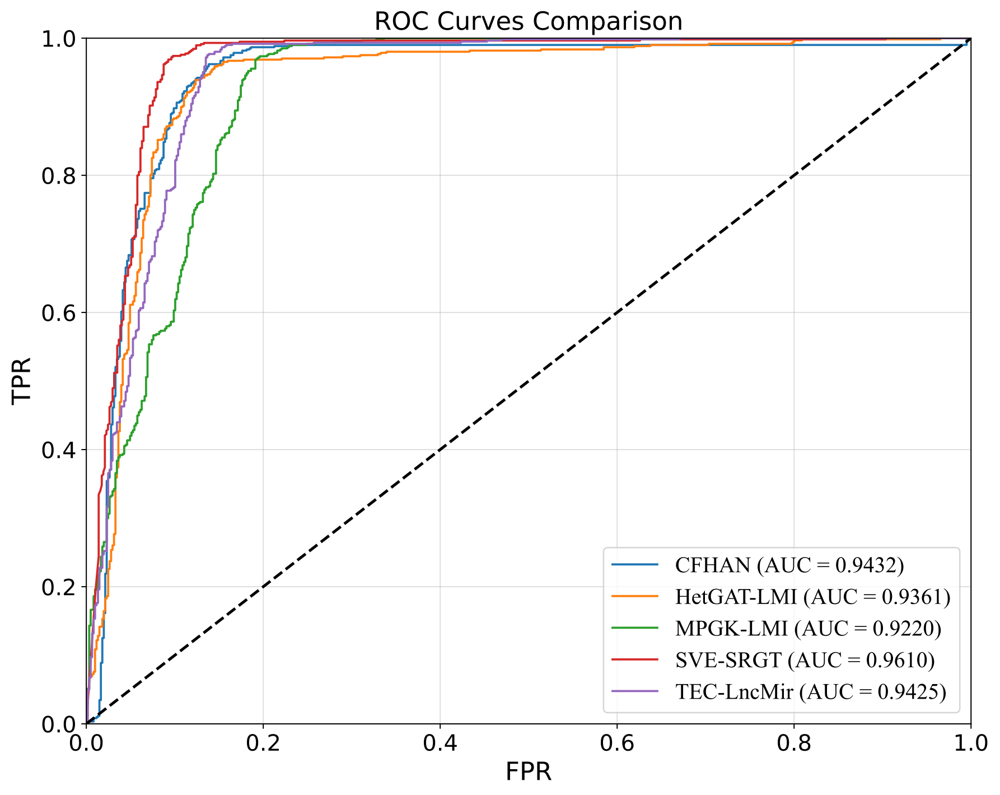 ROC Curves Comparison
1.0
0.8
0.6
0.4
0.2
0.0
TPR
0.0 0.2 0.4 0.6 0.8 1.0
FPR
CFHAN (AUC = 0.9432)
HetGAT-LMI (AUC = 0.9361)
MPGK-LMI (AUC = 0.9220)
SVE-SRGT (AUC = 0.9610)
TEC-LncMir (AUC = 0.9425)